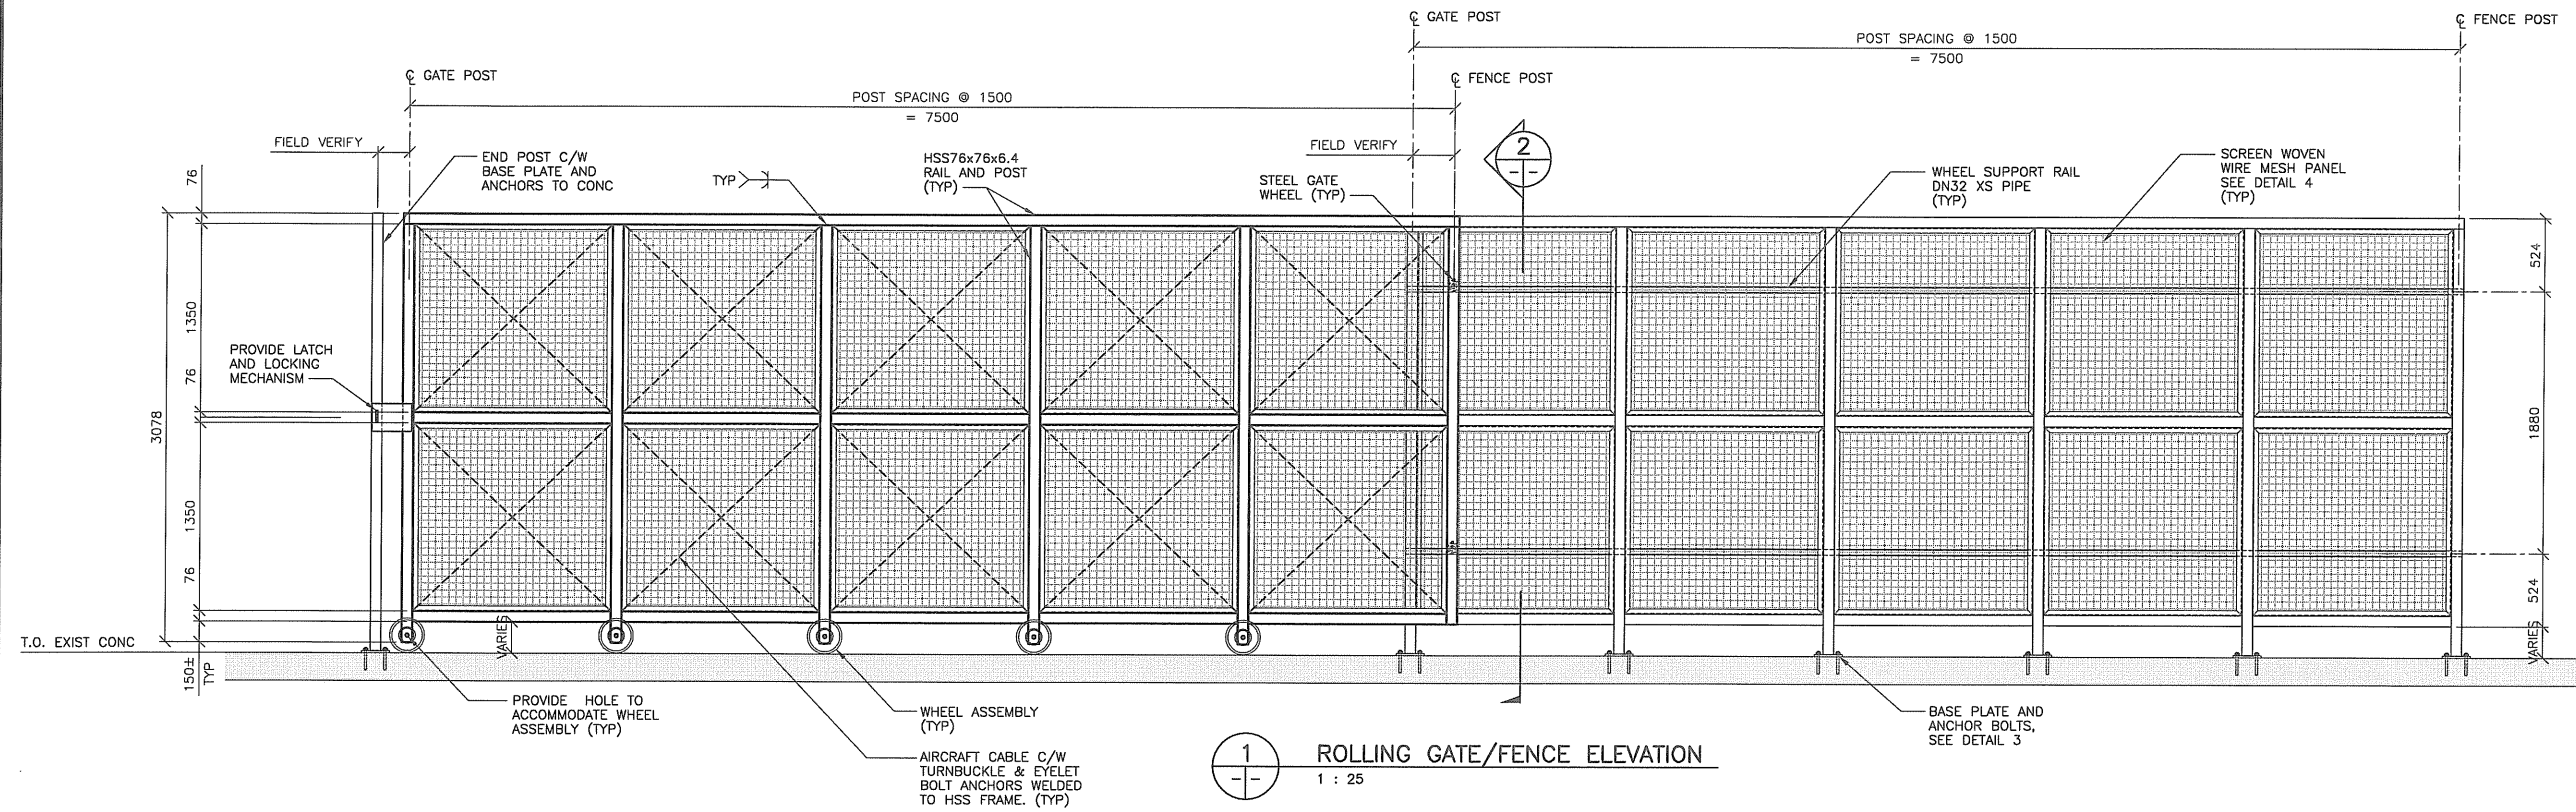 ℄ GATE POST
℄ FENCE POST
POST SPACING @ 1500
= 7500
℄ GATE POST
℄ FENCE POST
POST SPACING @ 1500
= 7500
FIELD VERIFY
END POST C/W
BASE PLATE AND
ANCHORS TO CONC
TYP
HSS76x76x6.4
RAIL AND POST
(TYP)
FIELD VERIFY
STEEL GATE
WHEEL (TYP)
2
WHEEL SUPPORT RAIL
DN32 XS PIPE
(TYP)
SCREEN WOVEN
WIRE MESH PANEL
SEE DETAIL 4
(TYP)
76
1350
76
1350
76
3078
150±
TYP
524
1880
524
VARIES
PROVIDE LATCH
AND LOCKING
MECHANISM
T.O. EXIST CONC
VARIES
PROVIDE HOLE TO
ACCOMMODATE WHEEL
ASSEMBLY (TYP)
WHEEL ASSEMBLY
(TYP)
AIRCRAFT CABLE C/W
TURNBUCKLE & EYELET
BOLT ANCHORS WELDED
TO HSS FRAME. (TYP)
BASE PLATE AND
ANCHOR BOLTS,
SEE DETAIL 3
1
ROLLING GATE/FENCE ELEVATION
1 : 25